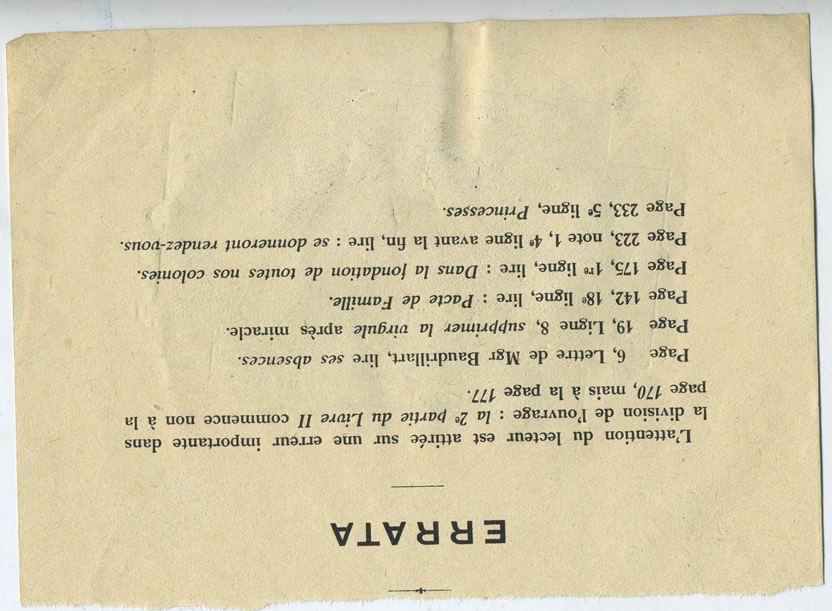 ERRATA
L'attention du lecteur est attirée sur une erreur importante dans
la division de l'ouvrage : la 2e partie du Livre II commence non à la
page 170, mais à la page 177.
Page 6, Lettre de Mgr Baudrillart, lire ses absences.
Page 19, Ligne 8, supprimer la virgule après miracle.
Page 142, 18e ligne, lire : Pacte de Famille.
Page 175, 1re ligne, lire : Dans la fondation de toutes nos colonies.
Page 223, note 1, 4e ligne avant la fin, lire : se donneront rendez-vous.
Page 233, 5e ligne, Princesses.